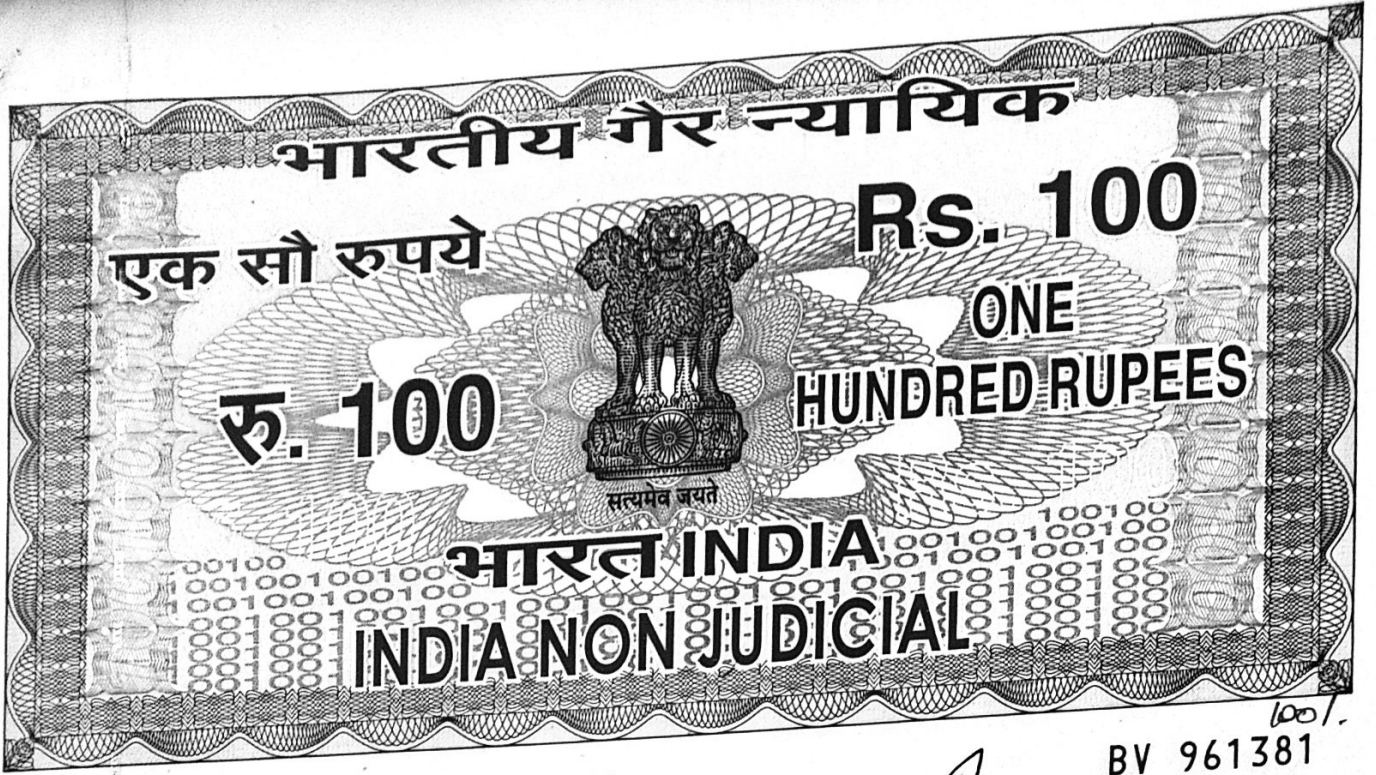 भारतीय गैर न्यायिक
एक सौ रुपये
Rs. 100
रु. 100
ONE
HUNDRED RUPEES
सत्यमेव जयते
भारत INDIA
INDIA NON JUDICIAL
100/.
BV 961381